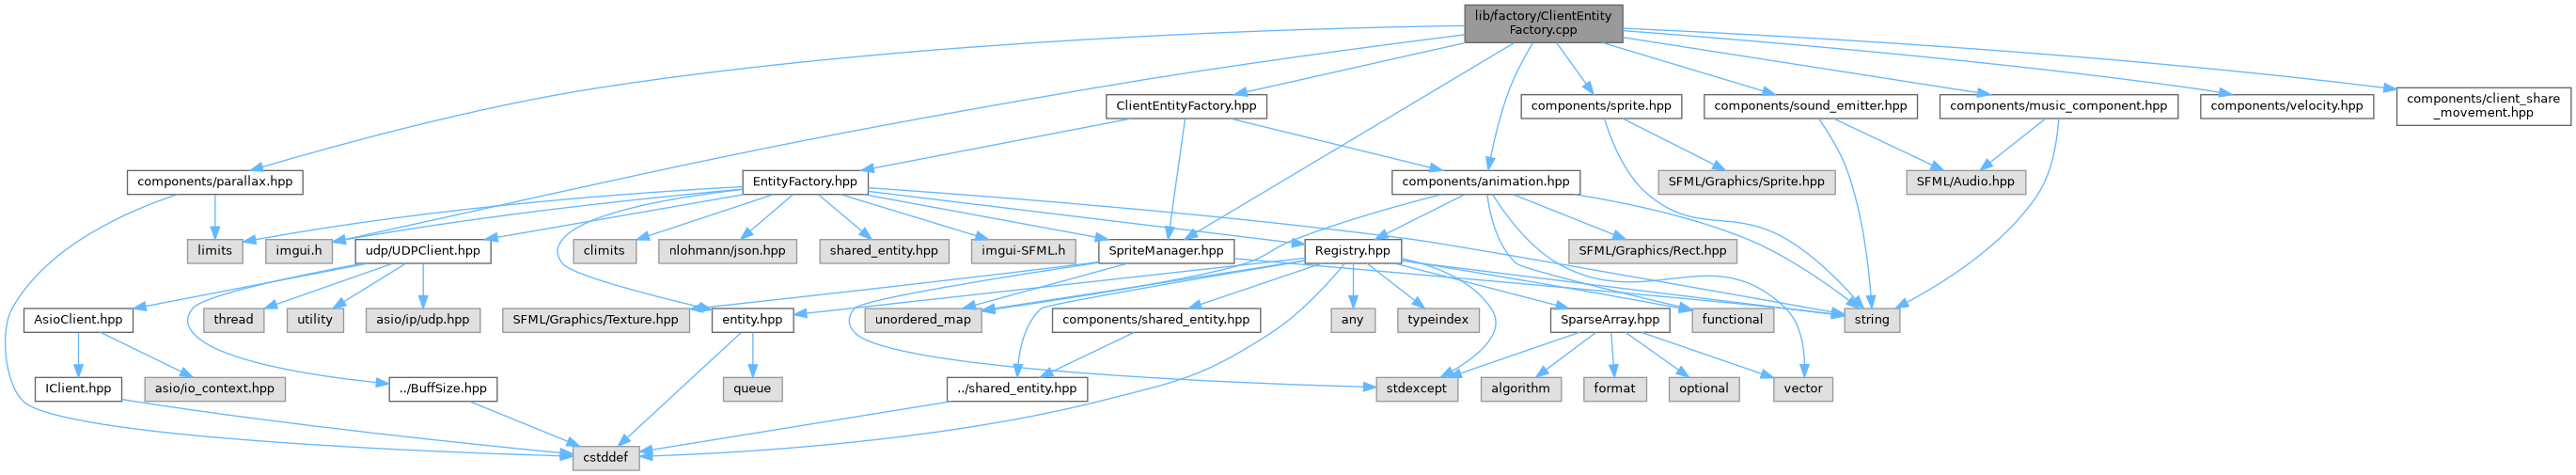 lib/factory/ClientEntity
Factory.cpp
ClientEntityFactory.hpp
components/sprite.hpp
components/sound_emitter.hpp
components/music_component.hpp
components/velocity.hpp
components/client_share
_movement.hpp
components/parallax.hpp
EntityFactory.hpp
components/animation.hpp
SFML/Graphics/Sprite.hpp
SFML/Audio.hpp
limits
imgui.h
udp/UDPClient.hpp
climits
nlohmann/json.hpp
shared_entity.hpp
imgui-SFML.h
SpriteManager.hpp
Registry.hpp
SFML/Graphics/Rect.hpp
AsioClient.hpp
thread
utility
asio/ip/udp.hpp
SFML/Graphics/Texture.hpp
entity.hpp
unordered_map
components/shared_entity.hpp
any
typeindex
SparseArray.hpp
functional
string
IClient.hpp
asio/io_context.hpp
../BuffSize.hpp
queue
../shared_entity.hpp
stdexcept
algorithm
format
optional
vector
cstddef